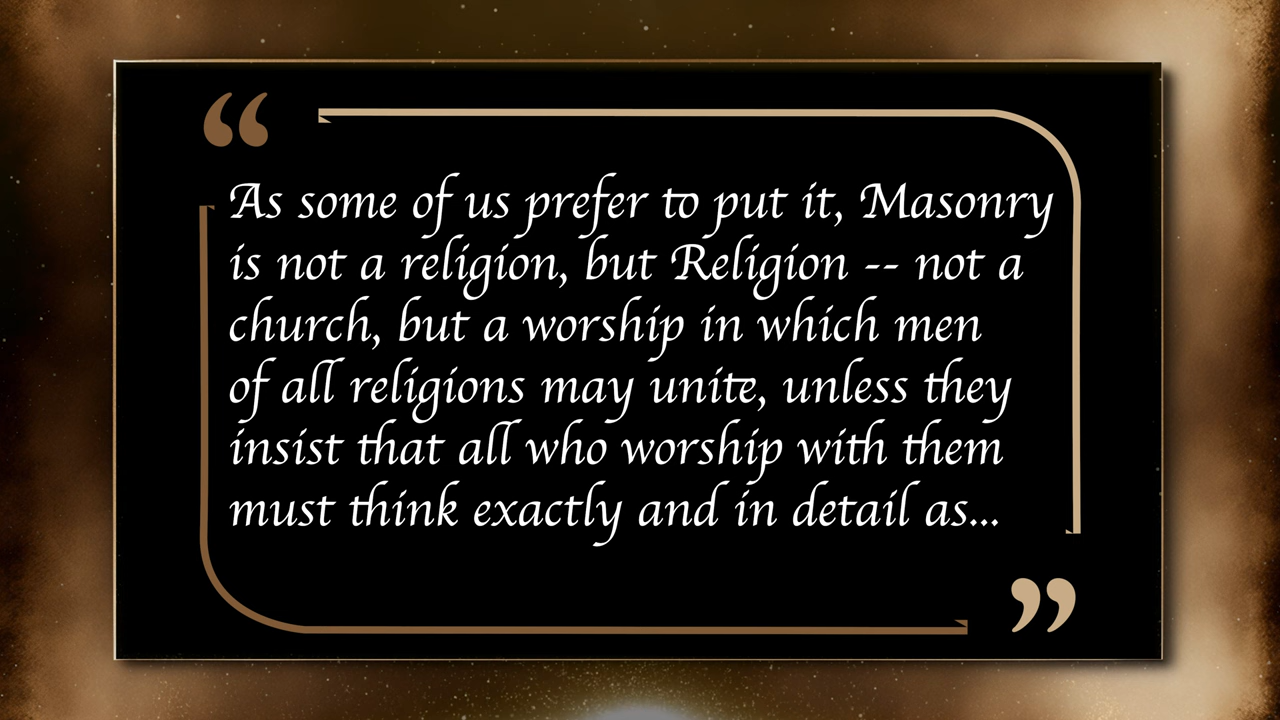 “
As some of us prefer to put it, Masonry
is not a religion, but Religion -- not a
church, but a worship in which men
of all religions may unite, unless they
insist that all who worship with them
must think exactly and in detail as...
”